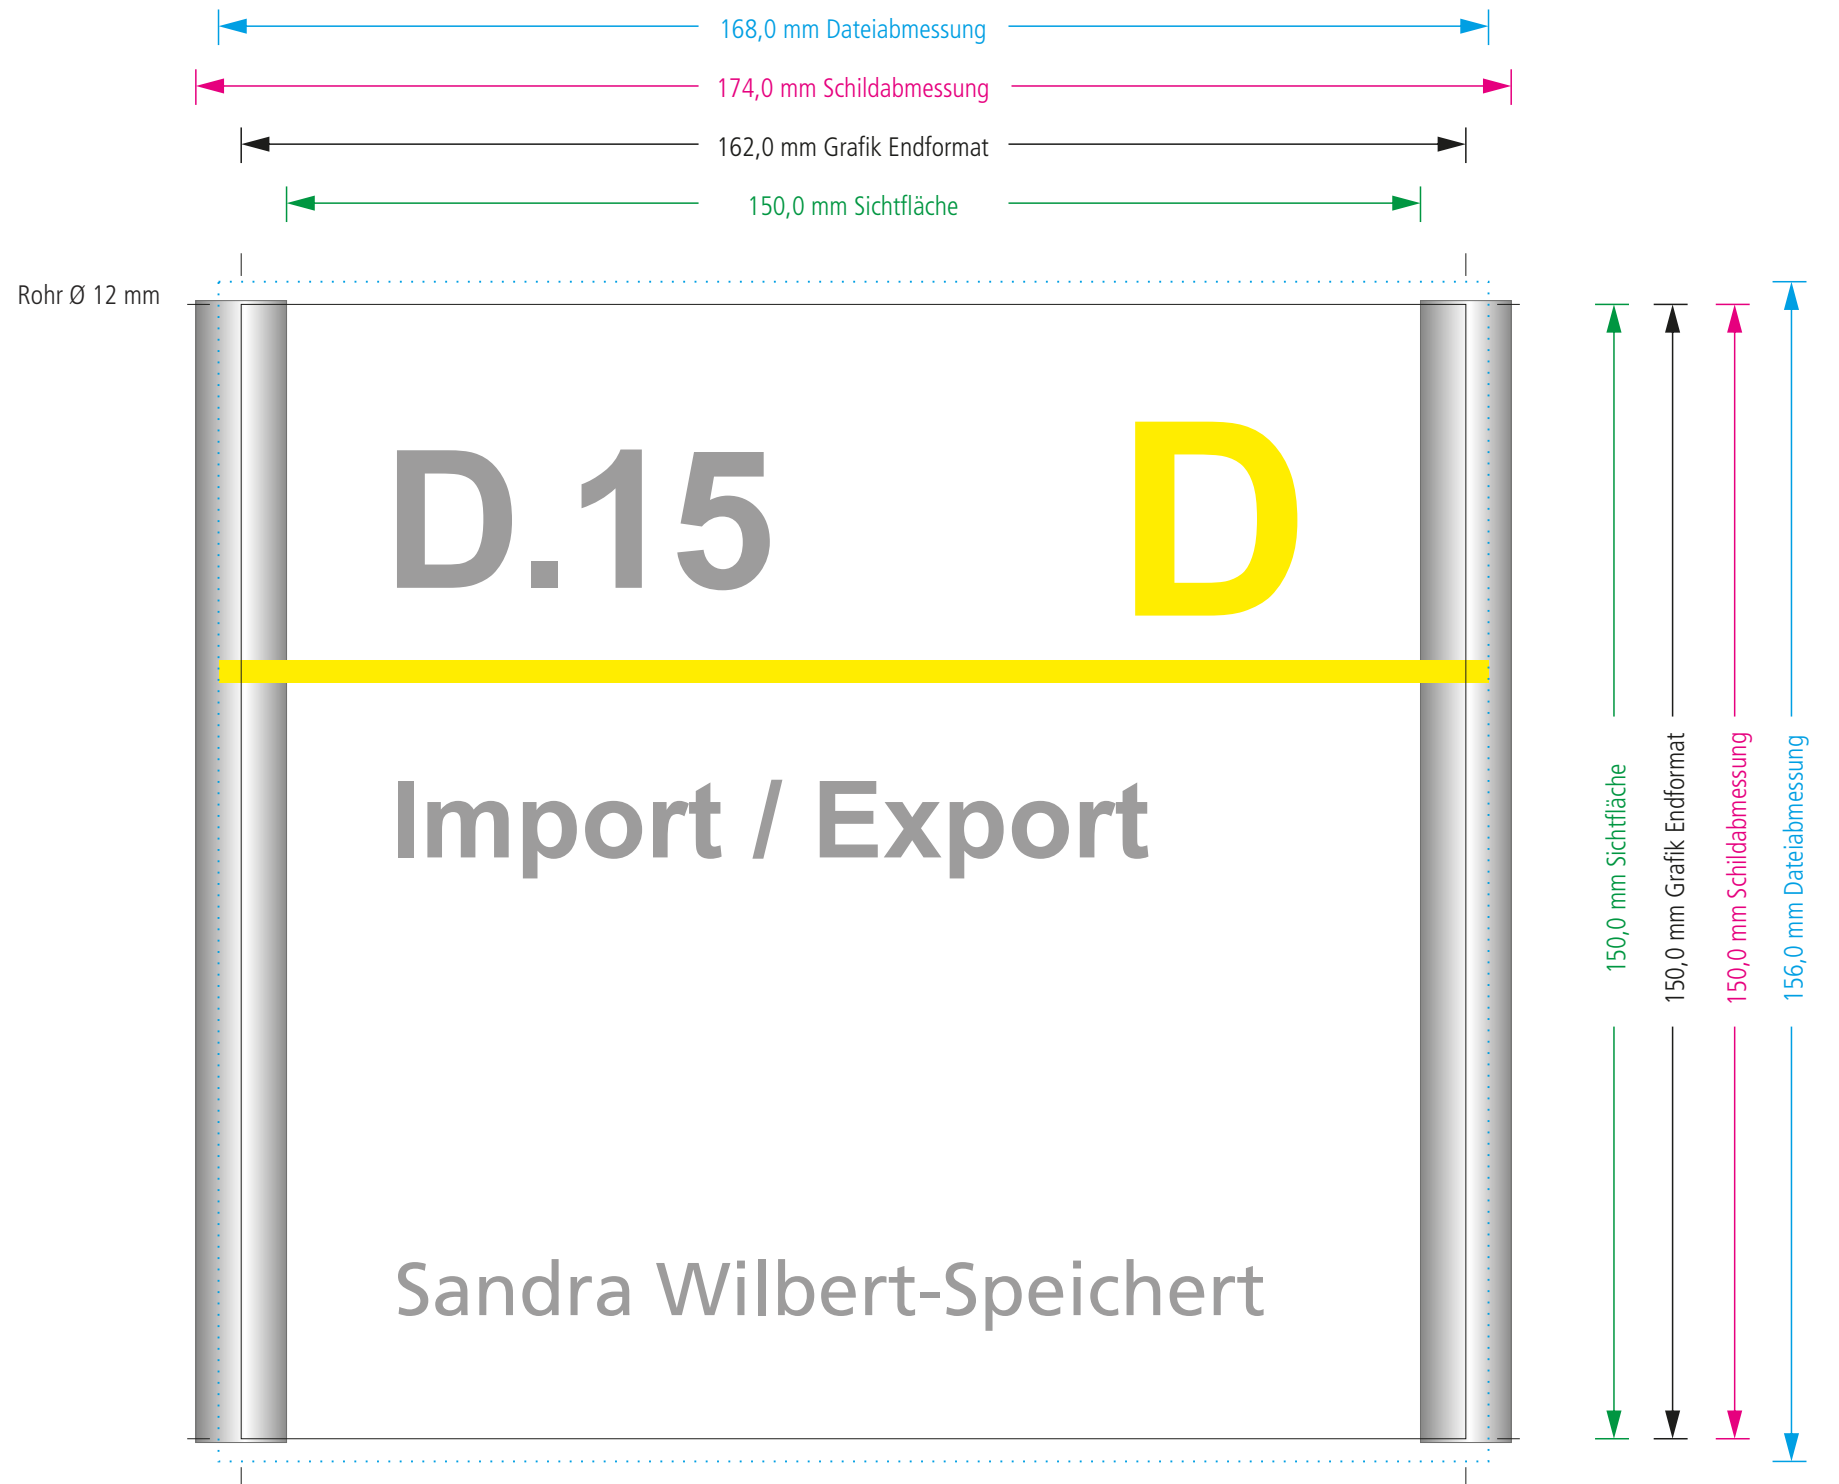 168,0 mm Dateiabmessung
174,0 mm Schildabmessung
162,0 mm Grafik Endformat
150,0 mm Sichtfläche
Rohr Ø 12 mm
D.15
D
Import / Export
Sandra Wilbert-Speichert
150,0 mm Sichtfläche
150,0 mm Grafik Endformat
150,0 mm Schildabmessung
156,0 mm Dateiabmessung